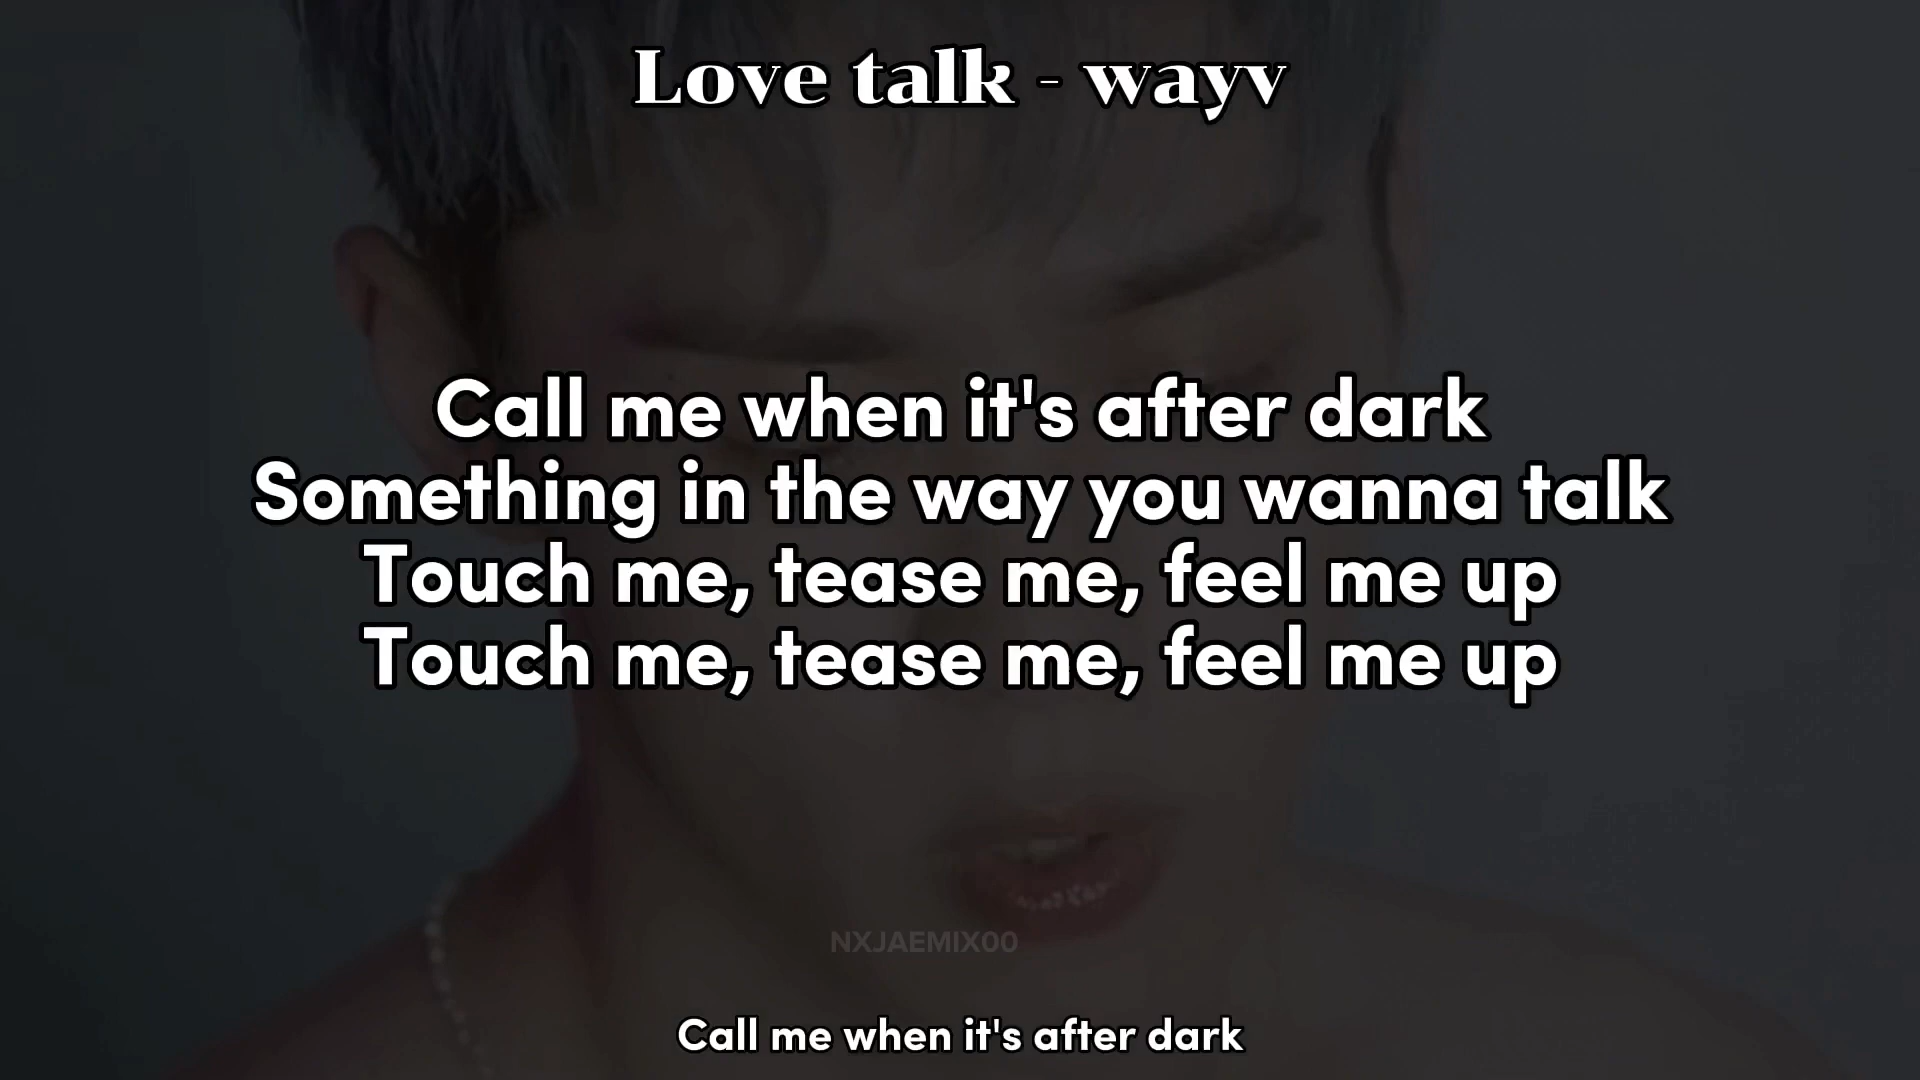 Love talk - wayv
Call me when it's after dark
Something in the way you wanna talk
Touch me, tease me, feel me up
Touch me, tease me, feel me up
NXJAEMIX00
Call me when it's after dark